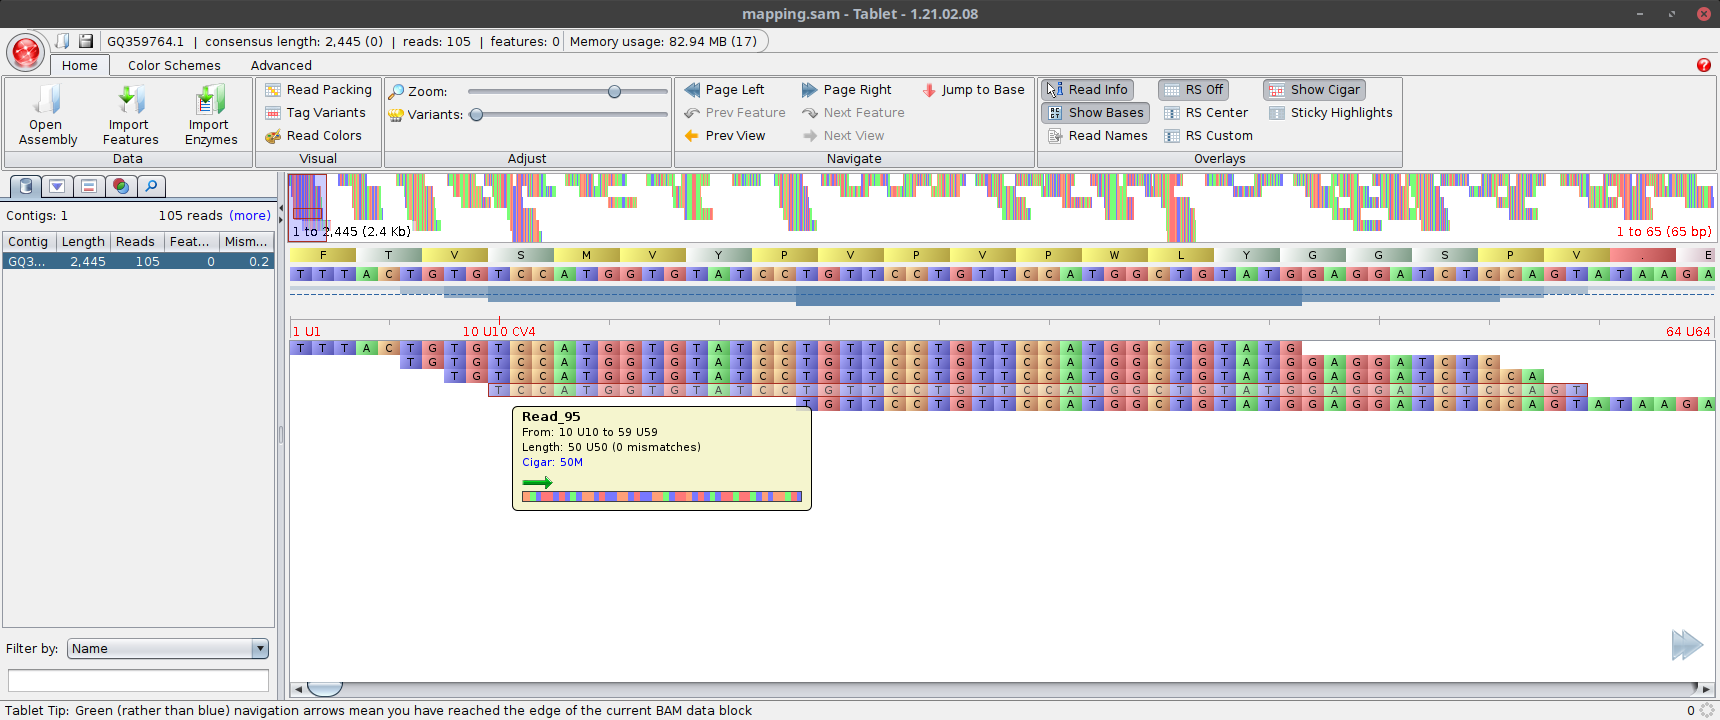 mapping.sam - Tablet - 1.21.02.08
GQ359764.1 | consensus length: 2,445 (0) | reads: 105 | features: 0 | Memory usage: 82.94 MB (17)
Home Color Schemes Advanced
Open Assembly
Import Features
Import Enzymes
Data
Read Packing
Tag Variants
Read Colors
Visual
Zoom:
Variants:
Adjust
Page Left Page Right Jump to Base
Prev Feature Next Feature
Prev View Next View
Navigate
Read Info RS Off Show Cigar
Show Bases RS Center Sticky Highlights
Read Names RS Custom
Overlays
Contigs: 1 105 reads (more)
Contig Length Reads Feat... Mism...
GQ3... 2,445 105 0 0.2
Filter by: Name
1 to 2,445 (2.4 Kb) 1 to 65 (65 bp)
F T V S M V Y P V P V P W L Y G G S P V . E
T T T A C T G T G T C C A T G G T G T A T C C T G T T C C T G T T C C A T G G C T G T A T G G A G G A T C T C C A G T A T A A G A
1 U1 10 U10 CV4 64 U64
T T T A C T G T G T C C A T G G T G T A T C C T G T T C C T G T T C C A T G G C T G T A T G
T G T G T C C A T G G T G T A T C C T G T T C C T G T T C C A T G G C T G T A T G G A G G A T C T C
T G T C C A T G G T G T A T C C T G T T C C T G T T C C A T G G C T G T A T G G A G G A T C T C C A
T C C A T G G T G T A T C C T G T T C C T G T T C C A T G G C T G T A T G G A G G A T C T C C A G T
T G T T C C T G T T C C A T G G C T G T A T G G A G G A T C T C C A G T A T A A G A
Read_95
From: 10 U10 to 59 U59
Length: 50 U50 (0 mismatches)
Cigar: 50M
Tablet Tip: Green (rather than blue) navigation arrows mean you have reached the edge of the current BAM data block 0